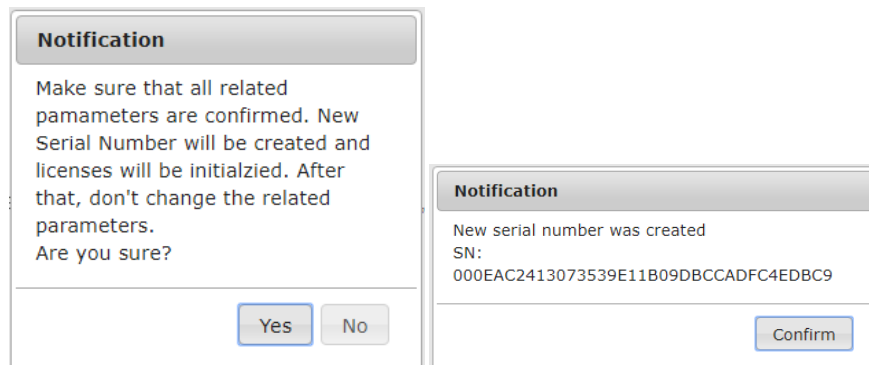 Notification
Make sure that all related
pamameters are confirmed. New
Serial Number will be created and
licenses will be initialzied. After
that, don't change the related
parameters.
Are you sure?
Yes
No
Notification
New serial number was created
SN:
000EAC2413073539E11B09DBCCADFC4EDBC9
Confirm